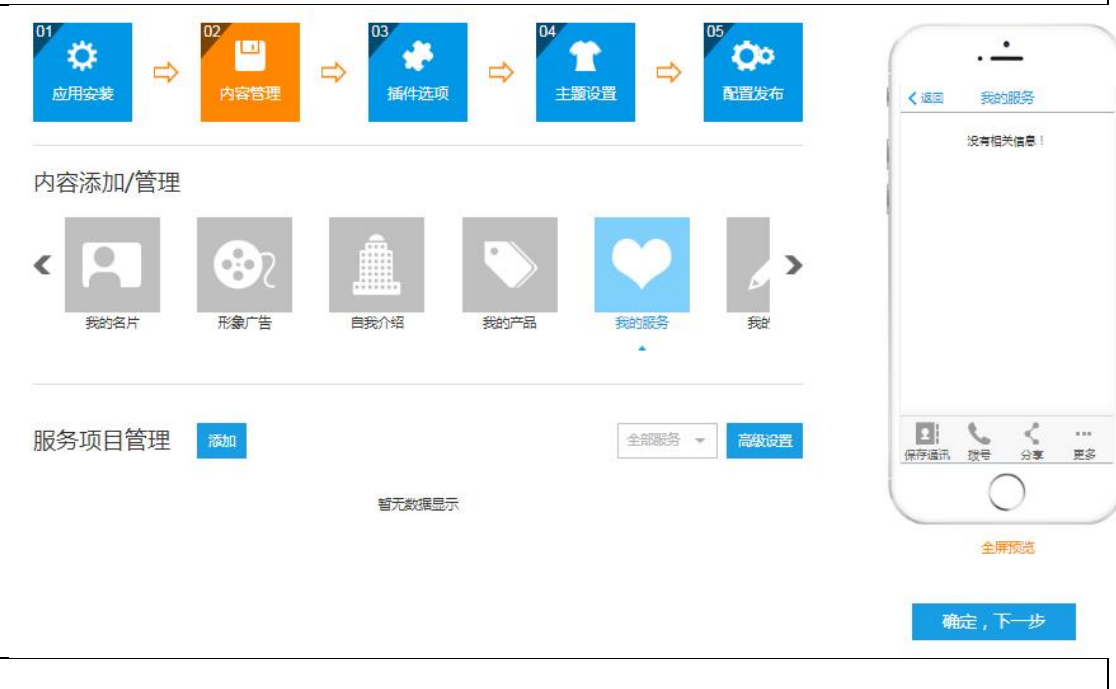 01 02 03 04 05
应用安装 内容管理 插件选项 主题设置 配置发布
内容添加/管理
我的名片 形象广告 自我介绍 我的产品 我的服务 我的
服务项目管理 添加 全部服务 高级设置
暂无数据显示
返回 我的服务
没有相关信息！
保存通讯 拨号 分享 更多
全屏预览
确定，下一步